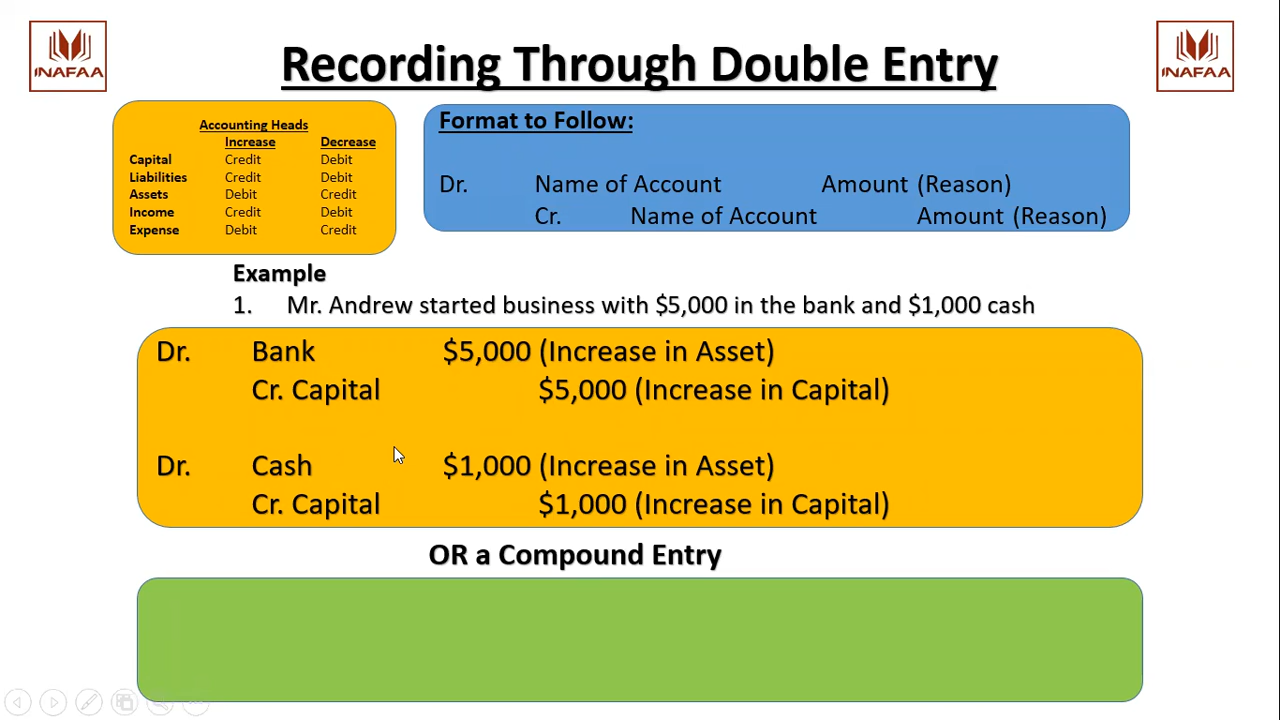 INAFAA
Recording Through Double Entry
INAFAA
Accounting Heads
Increase Decrease
Capital Credit Debit
Liabilities Credit Debit
Assets Debit Credit
Income Credit Debit
Expense Debit Credit
Format to Follow:
Dr. Name of Account Amount (Reason)
Cr. Name of Account Amount (Reason)
Example
1. Mr. Andrew started business with $5,000 in the bank and $1,000 cash
Dr. Bank $5,000 (Increase in Asset)
Cr. Capital $5,000 (Increase in Capital)
Dr. Cash $1,000 (Increase in Asset)
Cr. Capital $1,000 (Increase in Capital)
OR a Compound Entry